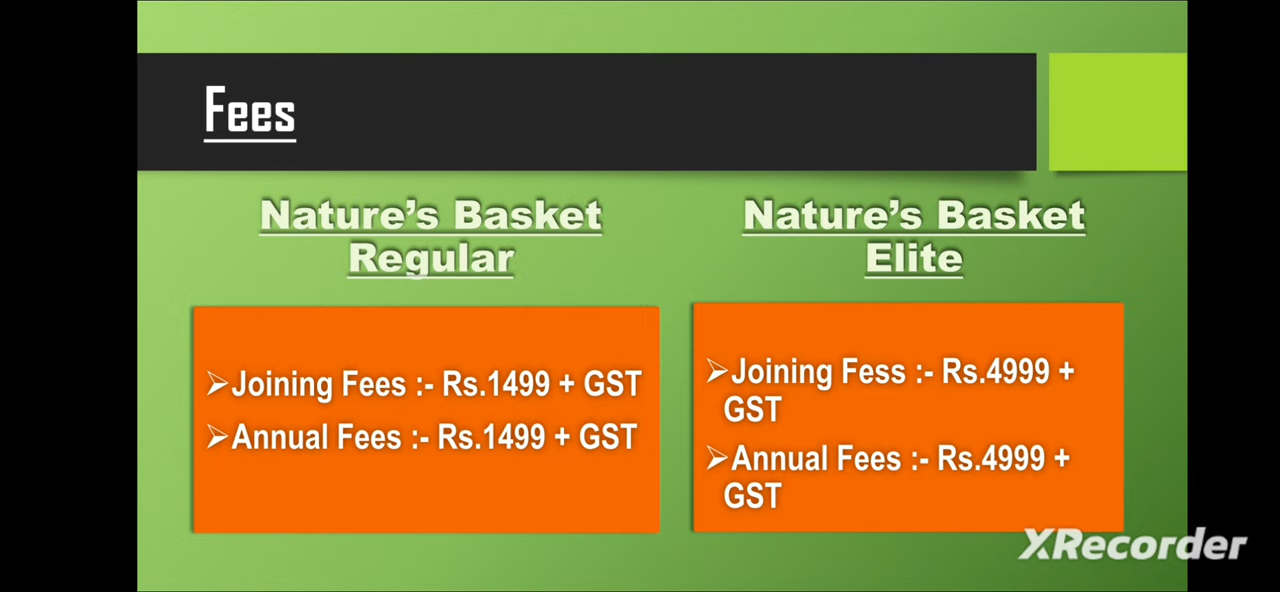 Fees
Nature's Basket
Regular
Nature's Basket
Elite
➢Joining Fees :- Rs.1499 + GST
➢Annual Fees :- Rs.1499 + GST
➢Joining Fess :- Rs.4999 +
GST
➢Annual Fees :- Rs.4999 +
GST
XRecorder